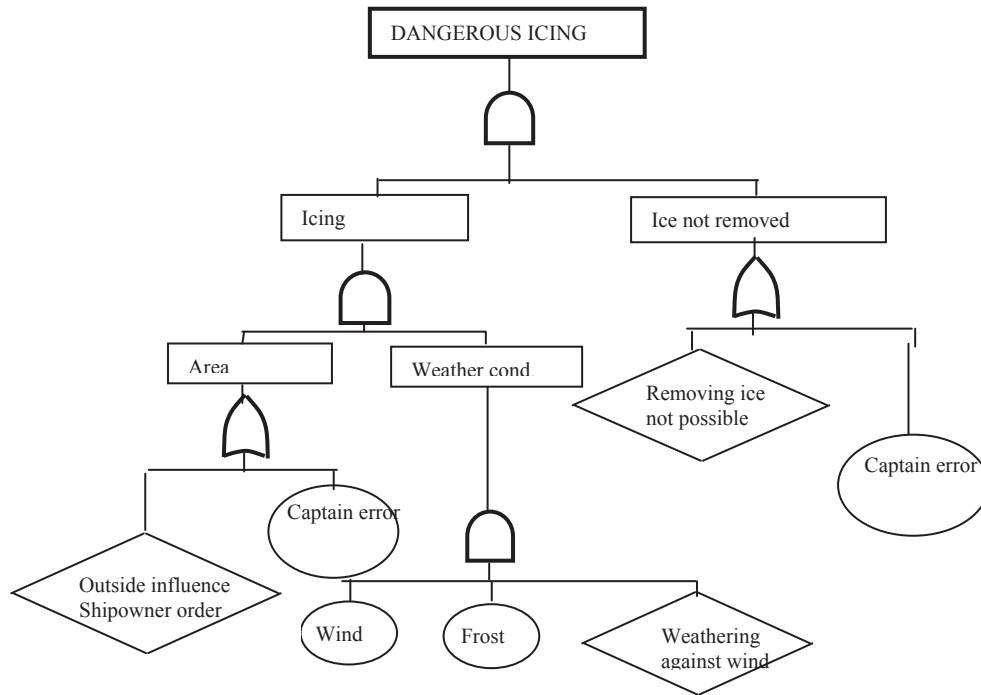 DANGEROUS ICING
Icing
Ice not removed
Area
Weather cond.
Removing ice
not possible
Captain error
Captain error
Outside influence
Shipowner order
Wind
Frost
Weathering
against wind